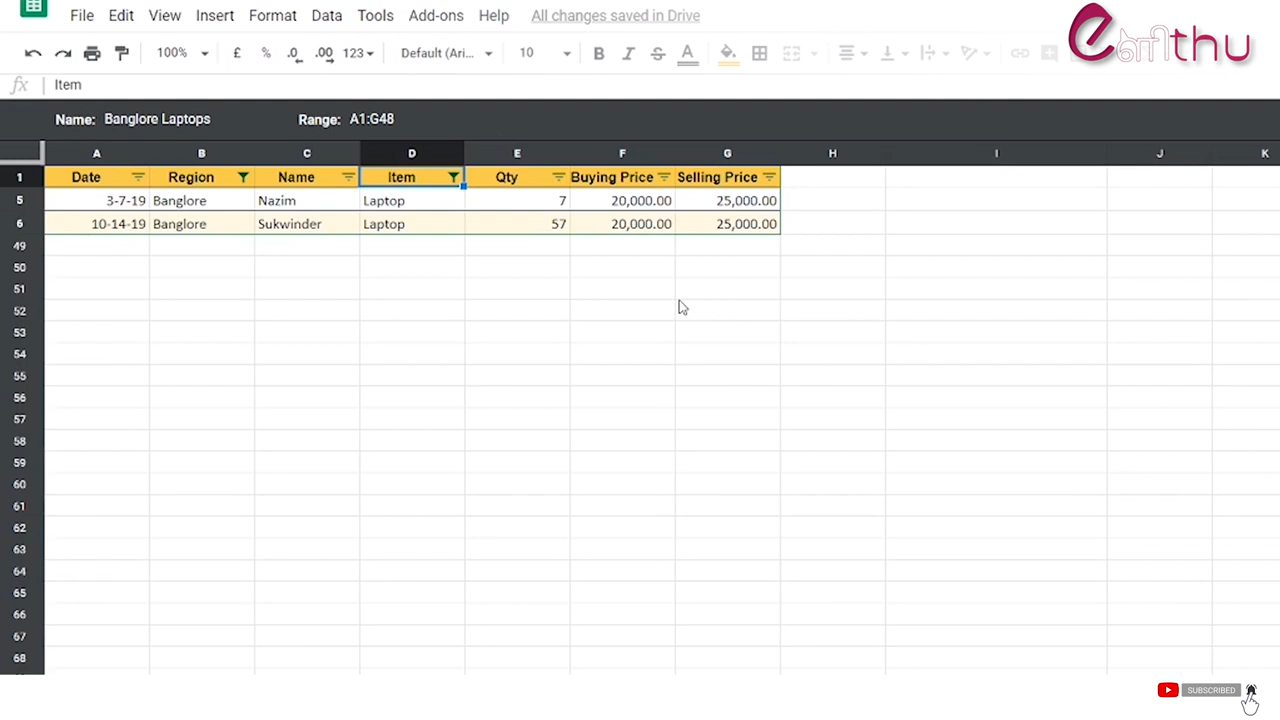 File Edit View Insert Format Data Tools Add-ons Help All changes saved in Drive
eளிthu
100% £ % .0 .00 123 Default (Ari... 10 B I S A
fx Item
Name: Banglore Laptops Range: A1:G48
A B C D E F G H I J K
1 Date Region Name Item Qty Buying Price Selling Price
5 3-7-19 Banglore Nazim Laptop 7 20,000.00 25,000.00
6 10-14-19 Banglore Sukwinder Laptop 57 20,000.00 25,000.00
49
50
51
52
53
54
55
56
57
58
59
60
61
62
63
64
65
66
67
68
SUBSCRIBED